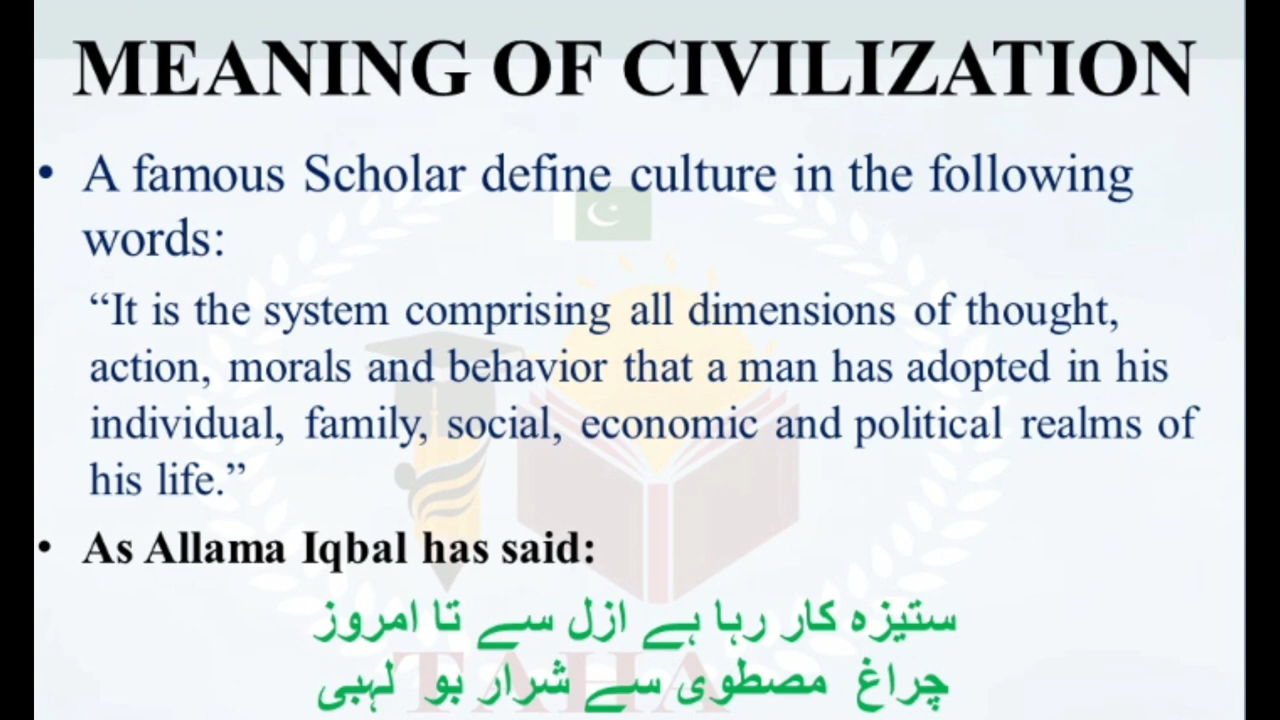 MEANING OF CIVILIZATION
• A famous Scholar define culture in the following
words:
“It is the system comprising all dimensions of thought,
action, morals and behavior that a man has adopted in his
individual, family, social, economic and political realms of
his life.”
• As Allama Iqbal has said:
ستیزہ کار رہا ہے ازل سے تا امروز
چراغ مصطوی سے شرار بو لہبی
TAHA